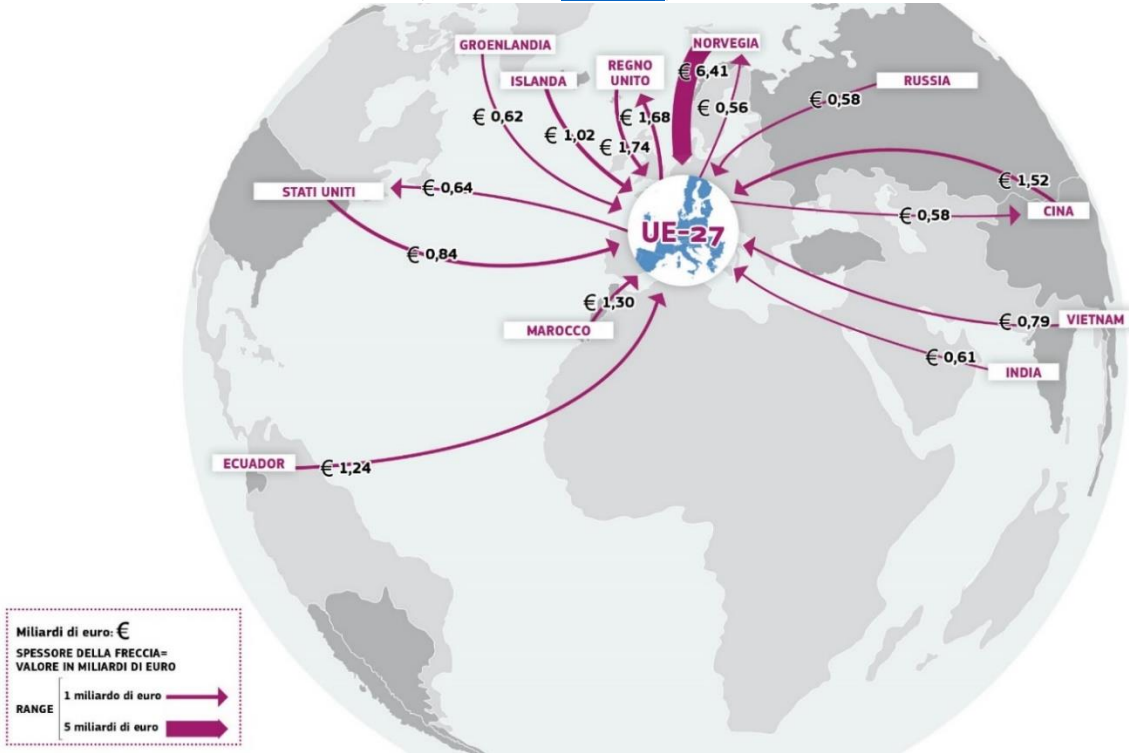 GROENLANDIA
ISLANDA
REGNO
UNITO
NORVEGIA
RUSSIA
€ 6,41
€ 0,56
€ 0,58
€ 0,62
€ 1,02
€ 1,68
€ 1,74
STATI UNITI
€ 0,64
€ 0,84
UE-27
€ 1,52
CINA
€ 0,58
MAROCCO
€ 1,30
€ 0,79
VIETNAM
€ 0,61
INDIA
ECUADOR
€ 1,24
Miliardi di euro: €
SPESSORE DELLA FRECCIA=
VALORE IN MILIARDI DI EURO
RANGE
1 miliardo di euro
5 miliardi di euro